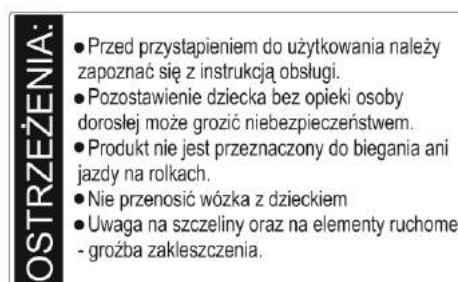 OSTRZEŻENIA:
● Przed przystąpieniem do użytkowania należy
zapoznać się z instrukcją obsługi.
● Pozostawienie dziecka bez opieki osoby
dorosłej może grozić niebezpieczeństwem.
● Produkt nie jest przeznaczony do biegania ani
jazdy na rolkach.
● Nie przenosić wózka z dzieckiem
● Uwaga na szczeliny oraz na elementy ruchome
- groźba zakleszczenia.